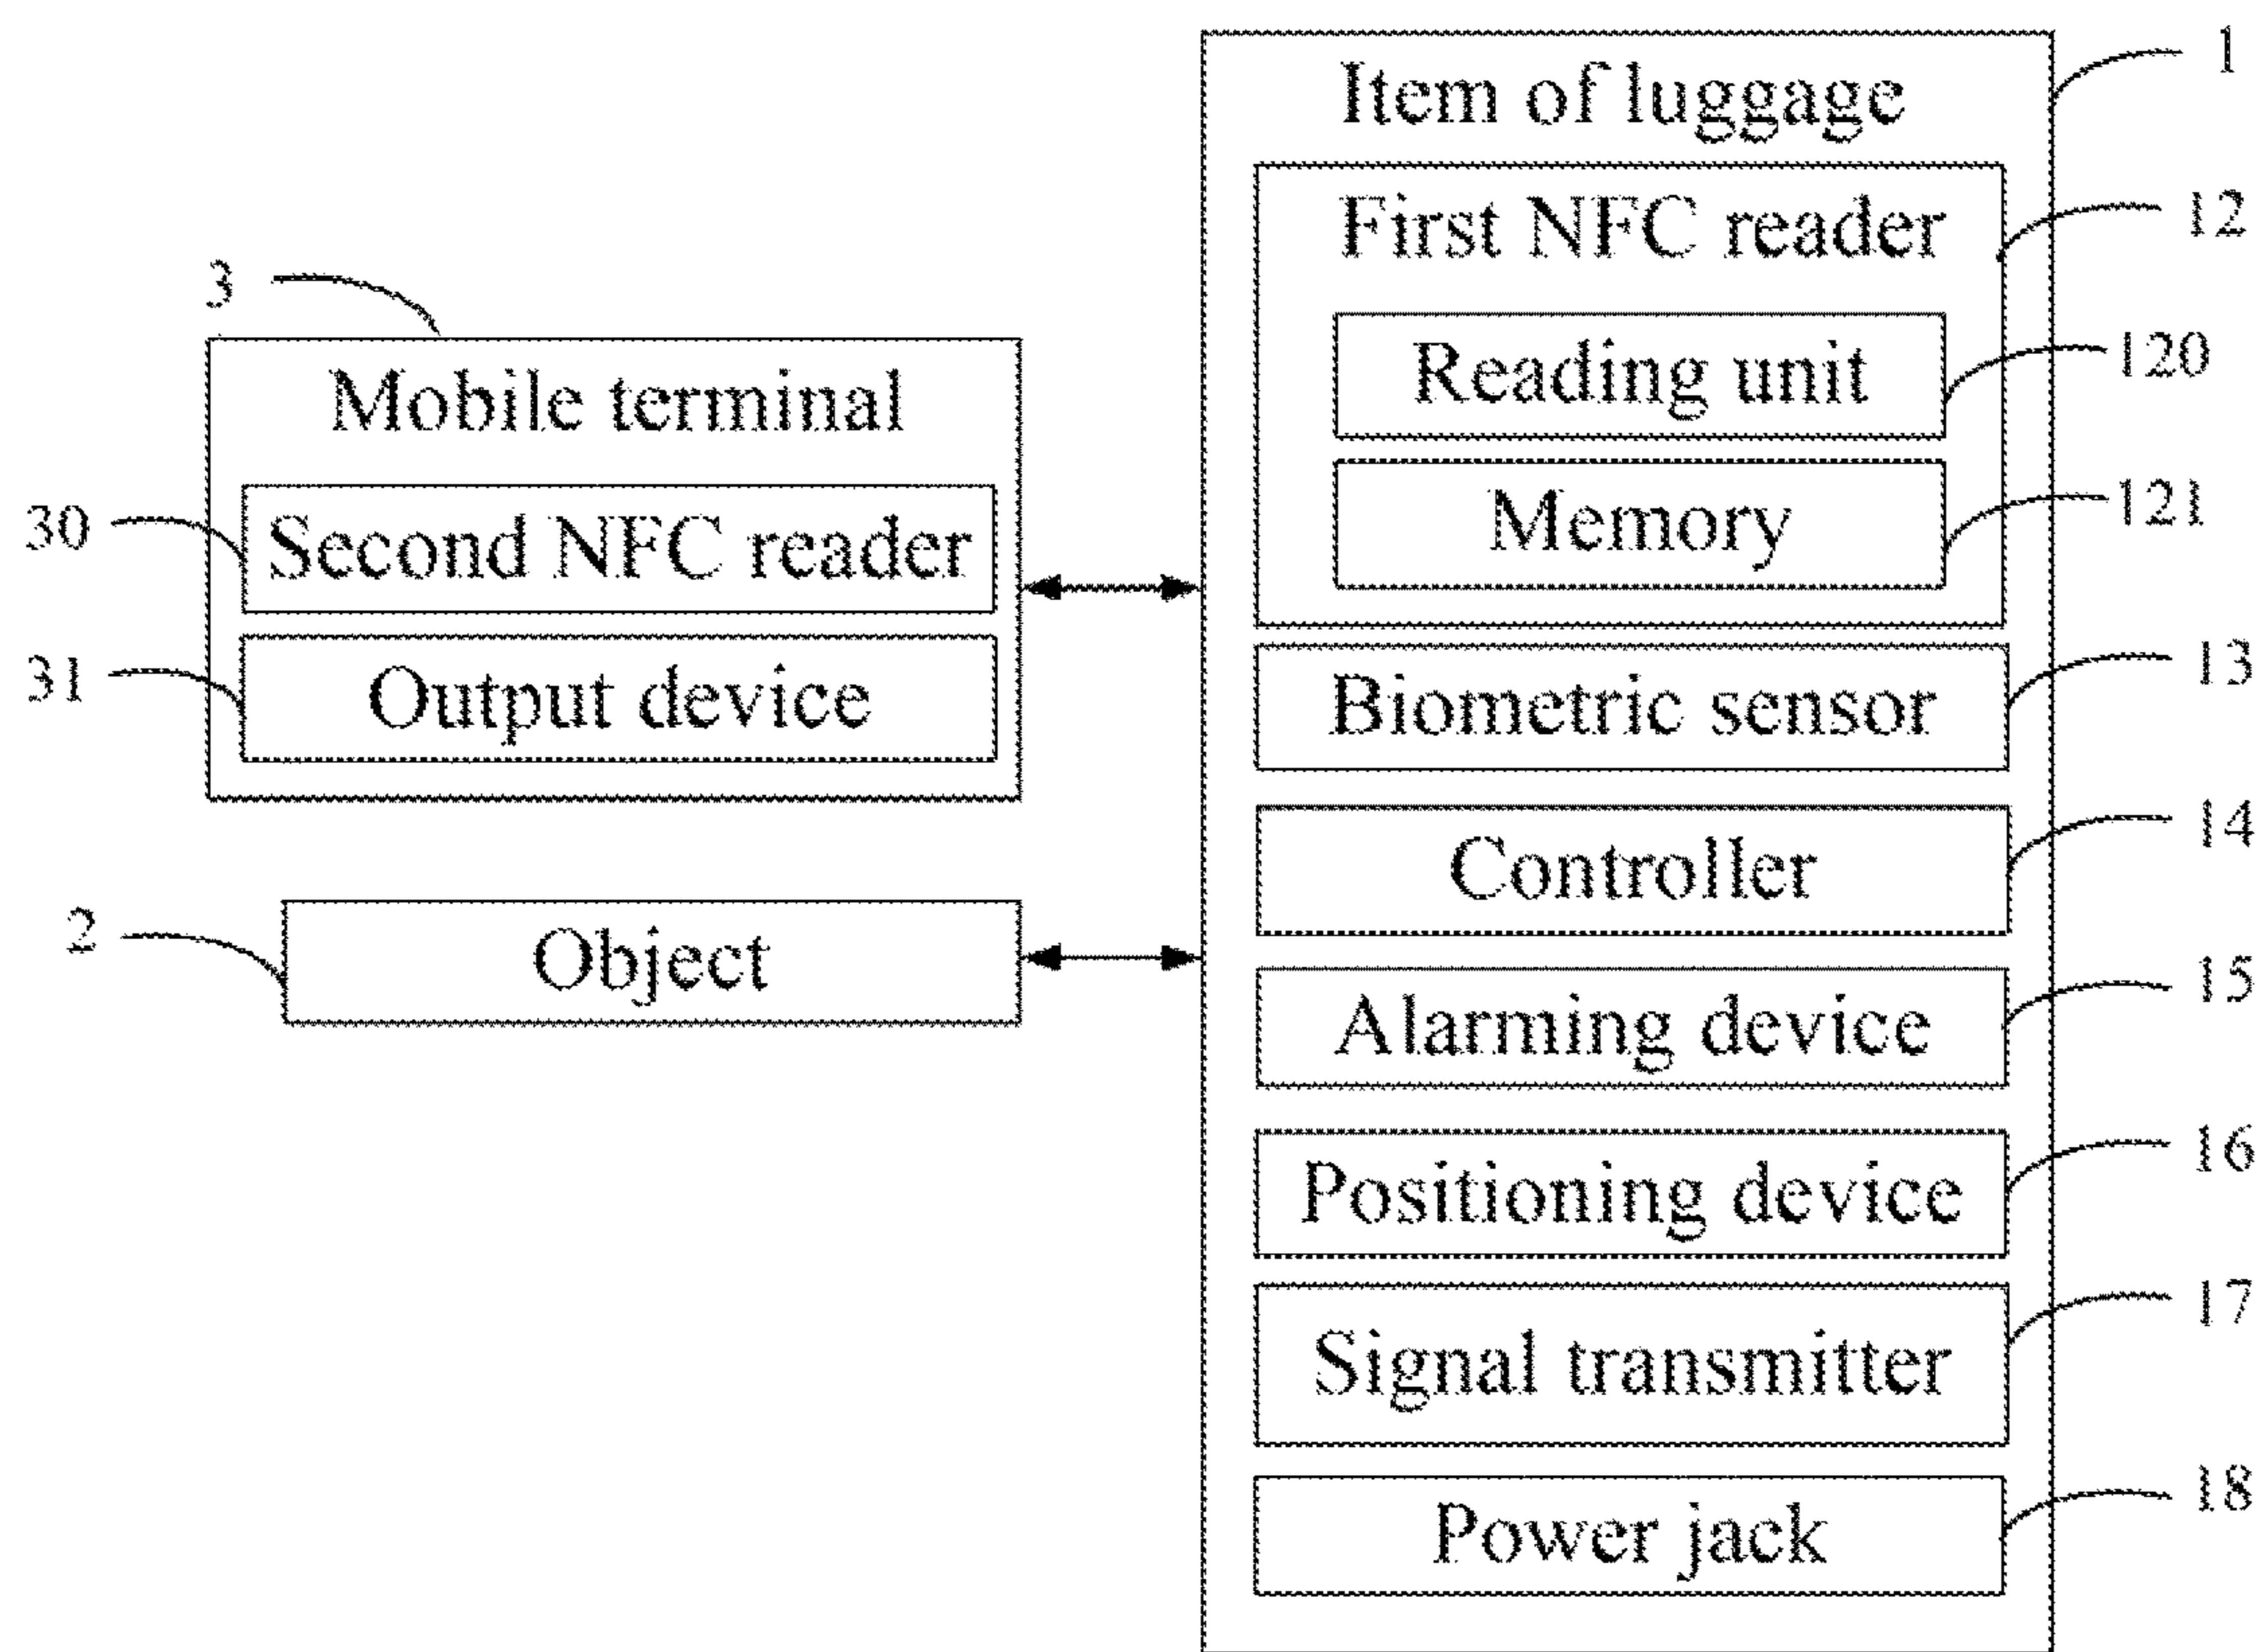 3
Mobile terminal
30
Second NFC reader
31
Output device
2
Object
1
Item of luggage
12
First NFC reader
120
Reading unit
121
Memory
13
Biometric sensor
14
Controller
15
Alarming device
16
Positioning device
17
Signal transmitter
18
Power jack